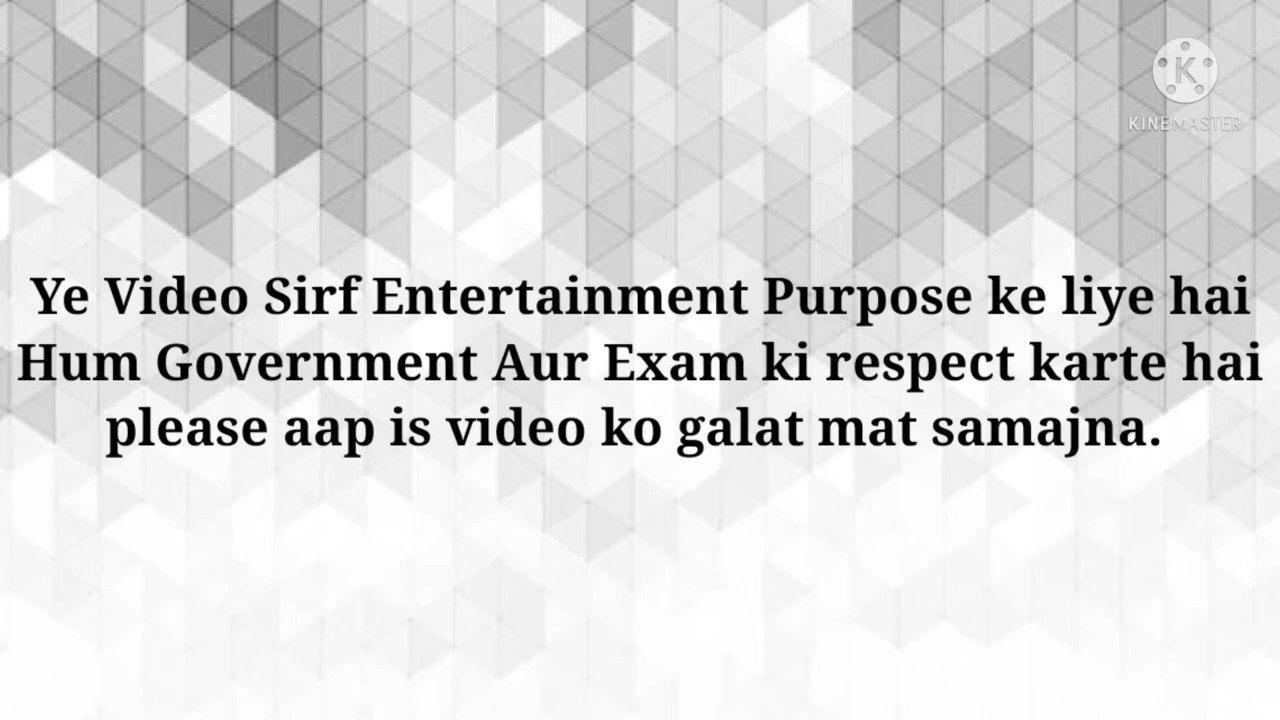 KINEMASTER
Ye Video Sirf Entertainment Purpose ke liye hai
Hum Government Aur Exam ki respect karte hai
please aap is video ko galat mat samajna.